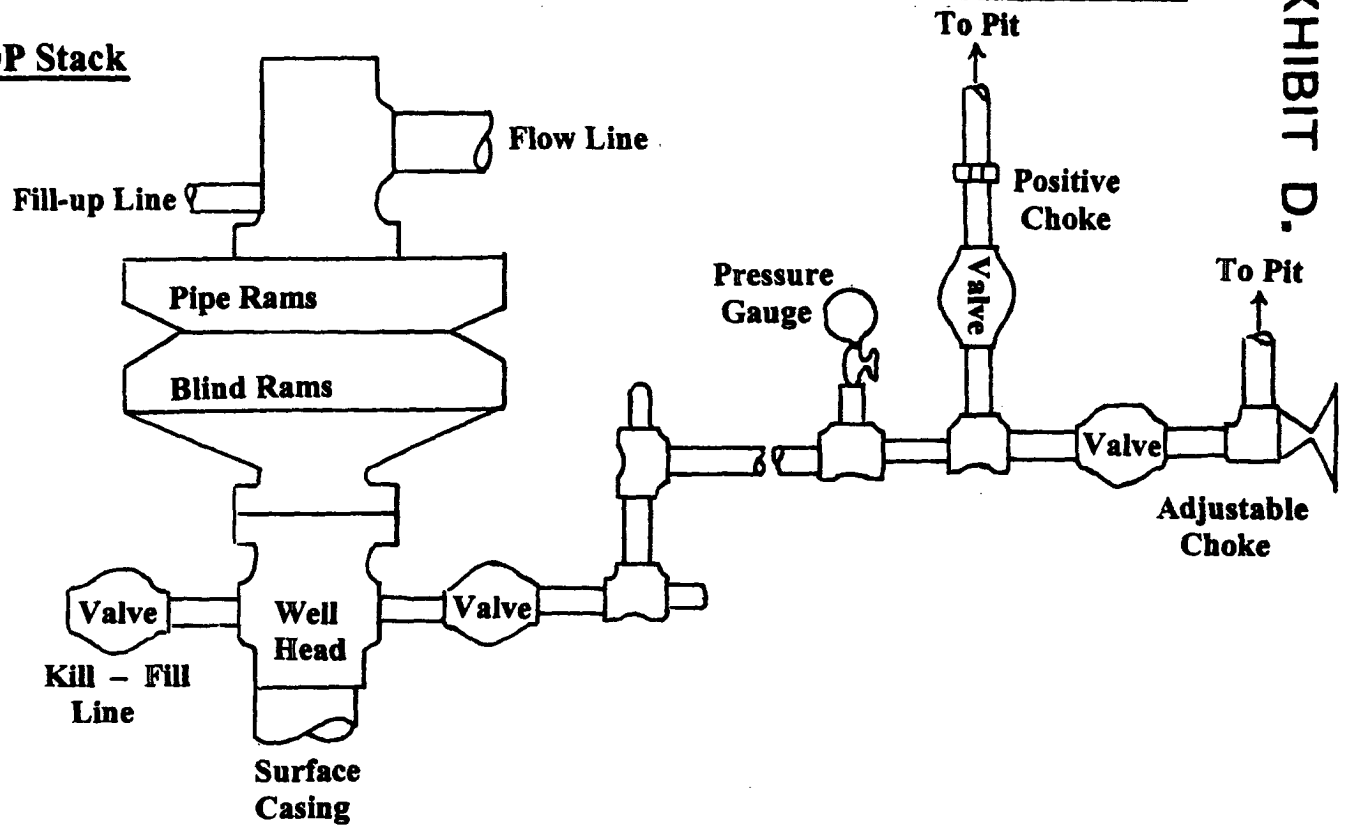 To Pit
Stack
Flow Line
Fill-up Line
Positive
Choke
D.
To Pit
Pressure
Gauge
Valve
Pipe Rams
Blind Rams
Valve
Adjustable
Choke
Valve
Well
Head
Valve
Kill – Fill
Line
Surface
Casing